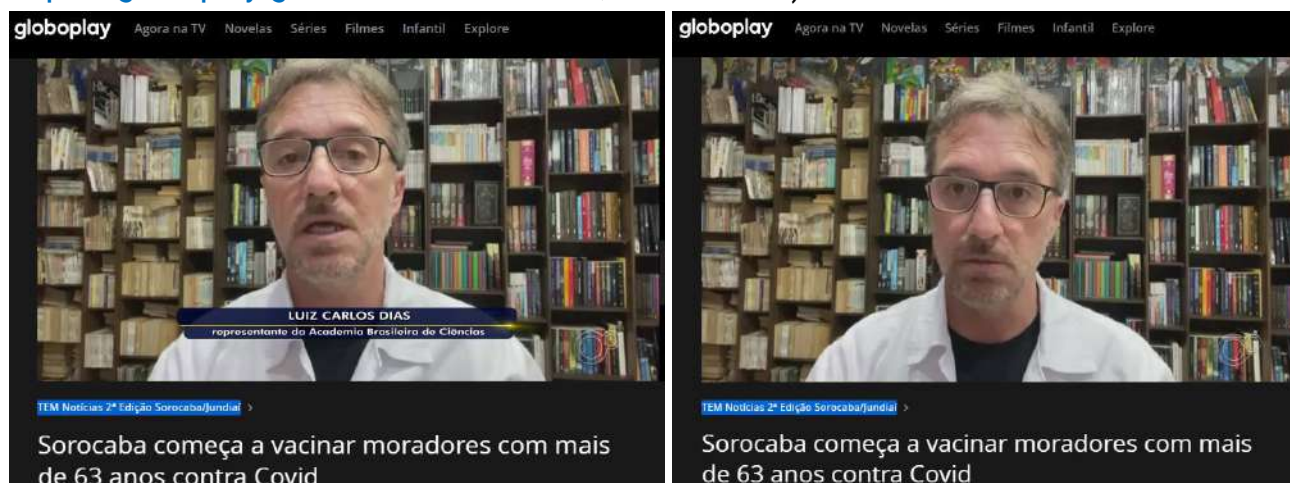 globoplay Agora na TV Novelas Séries Filmes Infantil Explore
LUIZ CARLOS DIAS
representante da Academia Brasileira de Ciências
TEM Notícias 2ª Edição Sorocaba/Jundiaí >
Sorocaba começa a vacinar moradores com mais
de 63 anos contra Covid
globoplay Agora na TV Novelas Séries Filmes Infantil Explore
TEM Notícias 2ª Edição Sorocaba/Jundiaí >
Sorocaba começa a vacinar moradores com mais
de 63 anos contra Covid